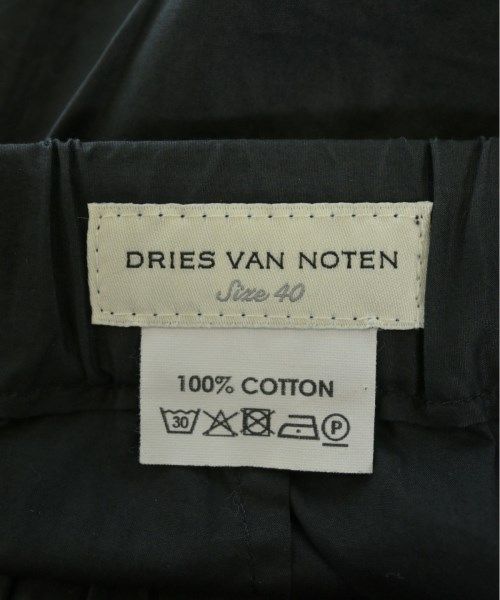 DRIES VAN NOTEN
Size 40
100% COTTON
30 P